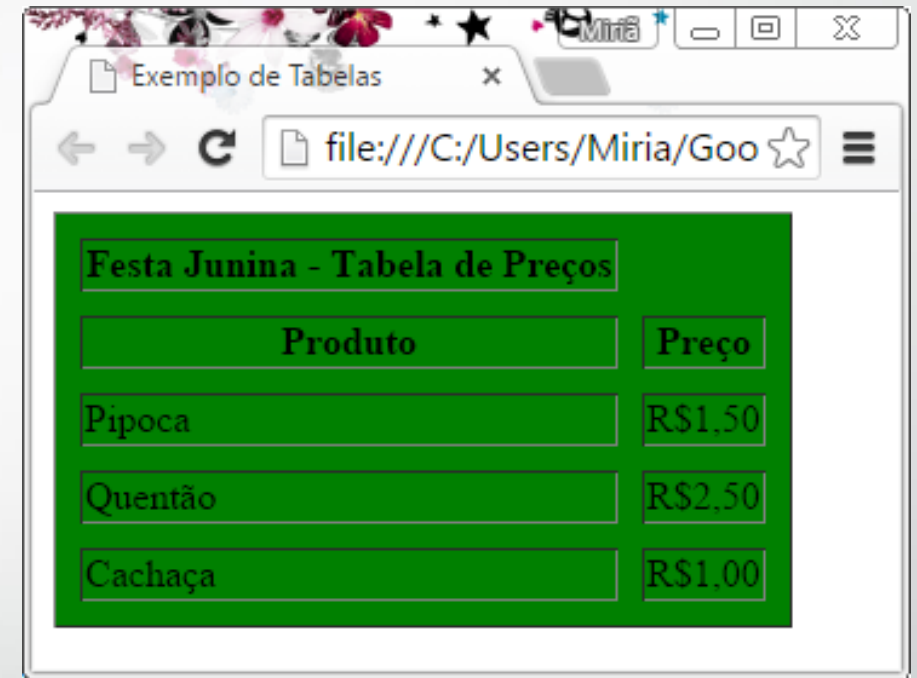 Miriã
Exemplo de Tabelas
file:///C:/Users/Miria/Goo
Festa Junina - Tabela de Preços
Produto Preço
Pipoca R$1,50
Quentão R$2,50
Cachaça R$1,00